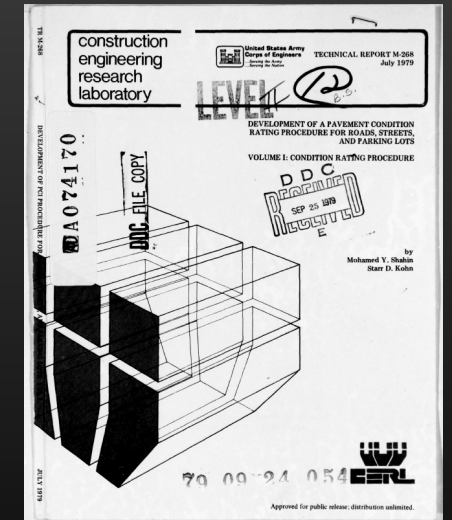 TR M-268
DEVELOPMENT OF PCI PROCEDURE FOR
JULY 1979
construction
engineering
research
laboratory
United States Army
Corps of Engineers
...Serving the Army
...Serving the Nation
TECHNICAL REPORT M-268
July 1979
LEVEL II
12
B.S.
DEVELOPMENT OF A PAVEMENT CONDITION
RATING PROCEDURE FOR ROADS, STREETS,
AND PARKING LOTS
VOLUME I: CONDITION RATING PROCEDURE
DDC
RECEIVED
SEP 25 1979
E
ADA074170
DDC FILE COPY
by
Mohamed Y. Shahin
Starr D. Kohn
79 09 24 054
CERL
Approved for public release; distribution unlimited.